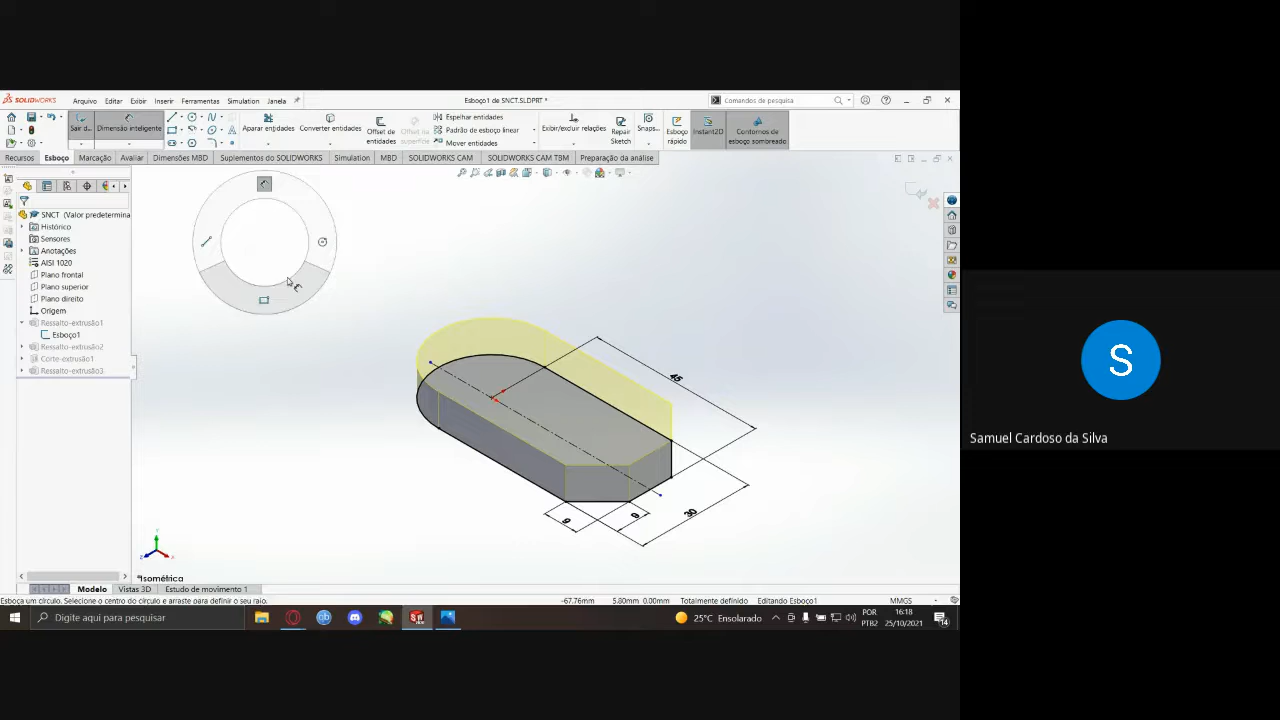 SOLIDWORKS
Arquivo Editar Exibir Inserir Ferramentas Simulation Janela
Esboço1 de SNCT.SLDPRT *
Comandos de pesquisa
Sair d...
Dimensão inteligente
Aparar entidades
Converter entidades
Offset de entidades
Offset na superfície
Espelhar entidades
Padrão de esboço linear
Mover entidades
Exibir/excluir relações
Repair Sketch
Snaps...
Esboço rápido
Instant2D
Contornos de esboço sombreado
Recursos Esboço Marcação Avaliar Dimensões MBD Suplementos do SOLIDWORKS Simulation MBD SOLIDWORKS CAM SOLIDWORKS CAM TBM Preparação da análise
SNCT (Valor predetermina
Histórico
Sensores
Anotações
AISI 1020
Plano frontal
Plano superior
Plano direito
Origem
Ressalto-extrusão1
Esboço1
Ressalto-extrusão2
Corte-extrusão1
Ressalto-extrusão3
45
30
Samuel Cardoso da Silva
S
*Isométrica
Modelo Vistas 3D Estudo de movimento 1
Esboça um círculo. Selecione o centro do círculo e arraste para definir o seu raio.
-67.76mm 5.80mm 0.00mm Totalmente definido Editando Esboço1 MMGS
Digite aqui para pesquisar
25°C Ensolarado
POR
PTB2
16:18
25/10/2021
14